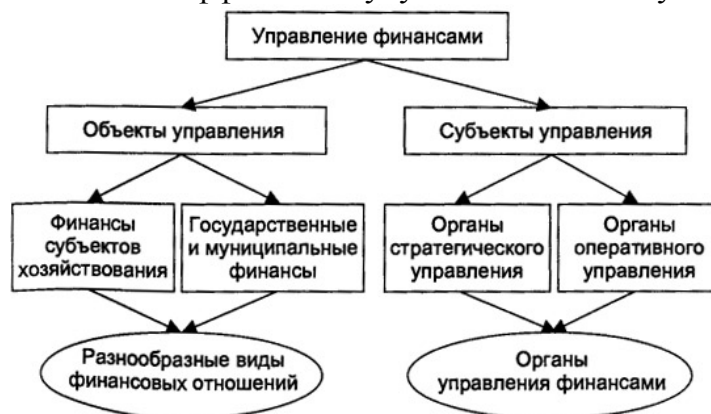 Управление финансами
Объекты управления
Субъекты управления
Финансы
субъектов
хозяйствования
Государственные
и муниципальные
финансы
Органы
стратегического
управления
Органы
оперативного
управления
Разнообразные виды
финансовых отношений
Органы
управления финансами